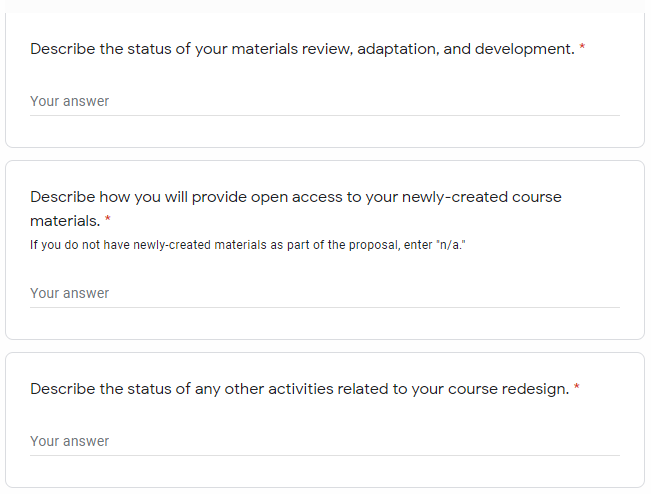 Describe the status of your materials review, adaptation, and development. *
Your answer
Describe how you will provide open access to your newly-created course
materials. *
If you do not have newly-created materials as part of the proposal, enter "n/a."
Your answer
Describe the status of any other activities related to your course redesign. *
Your answer